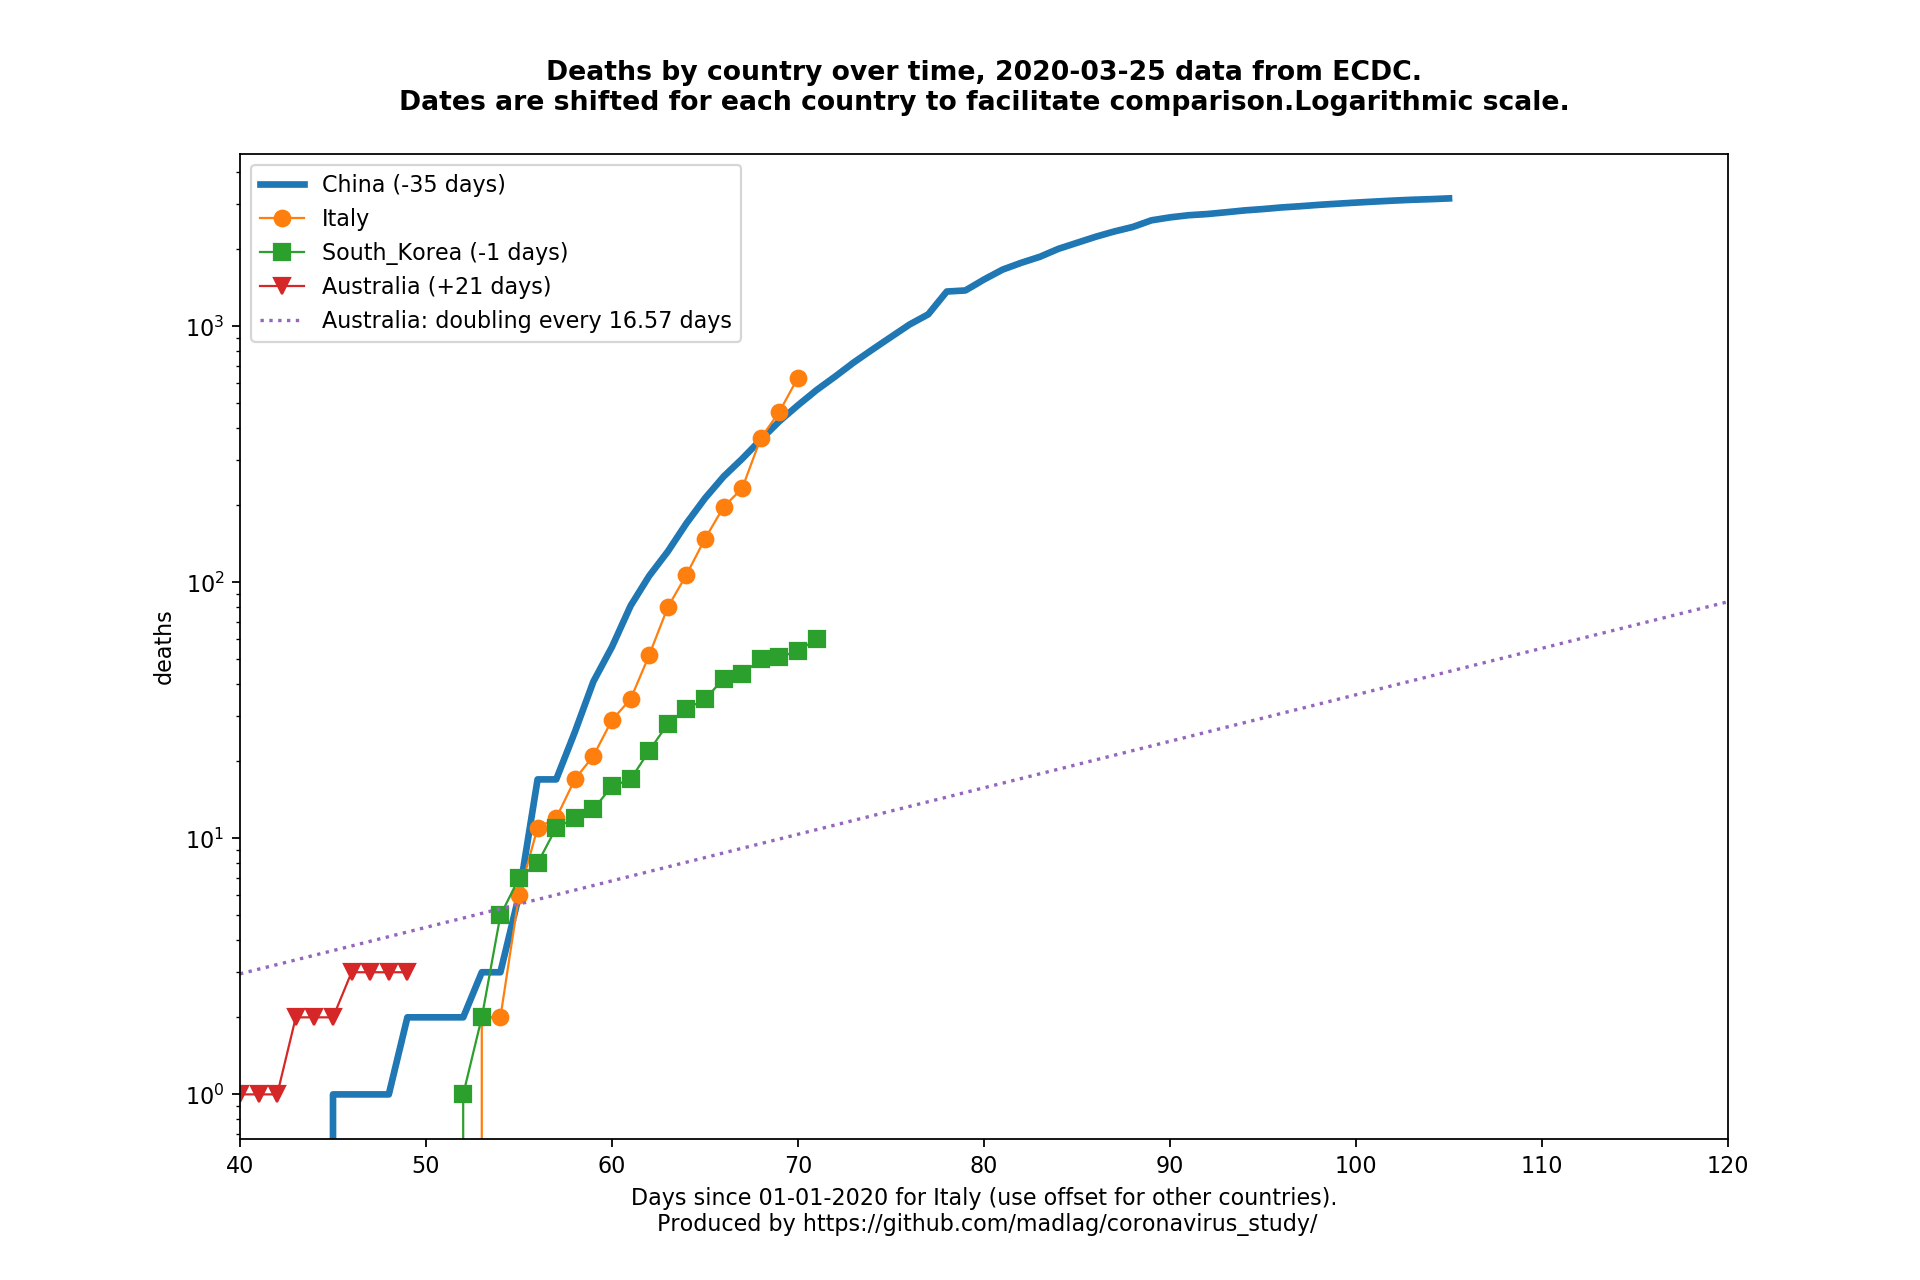 Deaths by country over time, 2020-03-25 data from ECDC.
Dates are shifted for each country to facilitate comparison.Logarithmic scale.
China (-35 days)
Italy
South_Korea (-1 days)
Australia (+21 days)
Australia: doubling every 16.57 days
deaths
10³
10²
10¹
10⁰
40 50 60 70 80 90 100 110 120
Days since 01-01-2020 for Italy (use offset for other countries).
Produced by https://github.com/madlag/coronavirus_study/